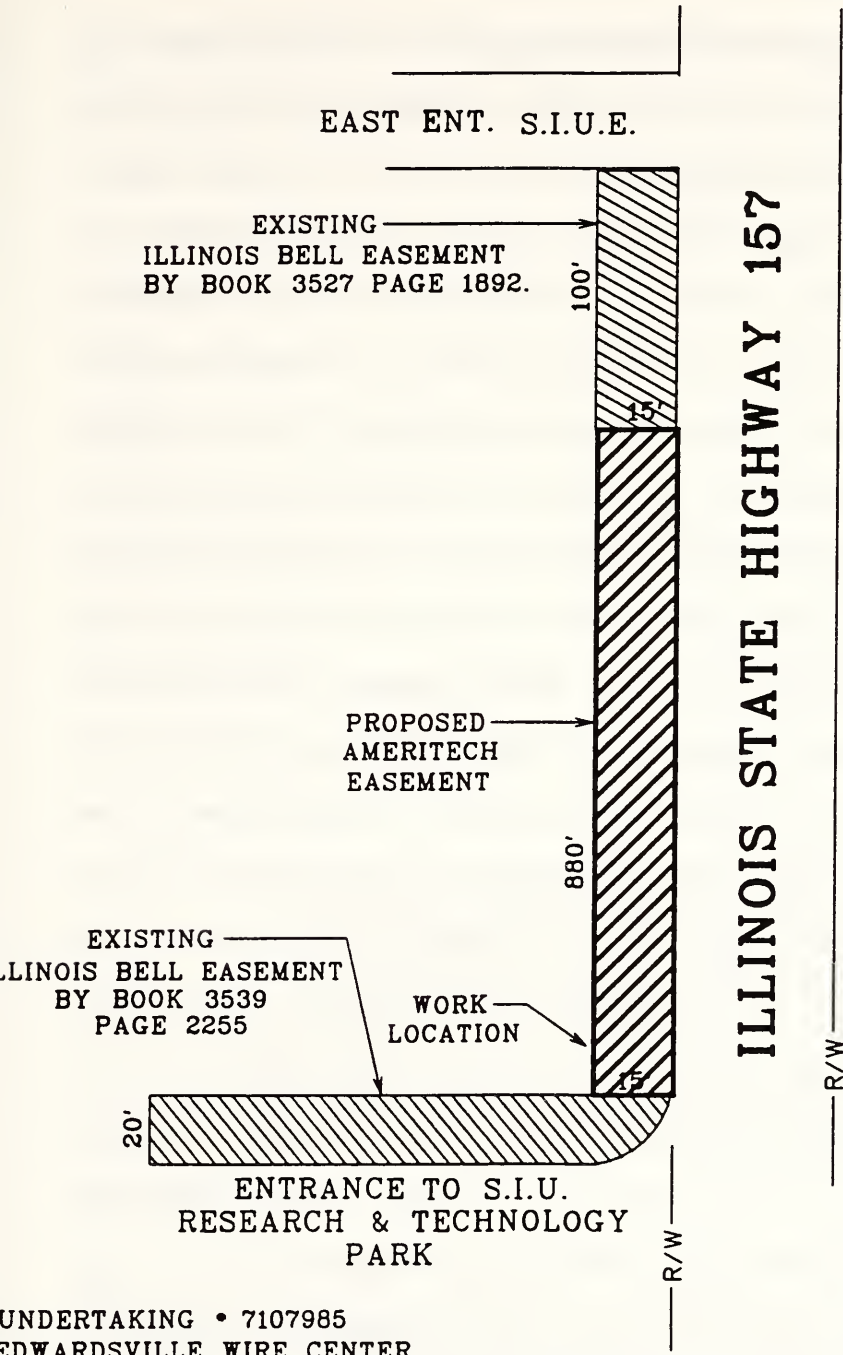 EAST ENT. S.I.U.E.
EXISTING
ILLINOIS BELL EASEMENT
BY BOOK 3527 PAGE 1892.
100'
15'
ILLINOIS STATE HIGHWAY 157
PROPOSED
AMERITECH
EASEMENT
880'
EXISTING
LLINOIS BELL EASEMENT
BY BOOK 3539
PAGE 2255
WORK
LOCATION
15'
R/W
20'
ENTRANCE TO S.I.U.
RESEARCH & TECHNOLOGY
PARK
R/W
UNDERTAKING • 7107985
EDWARDSVILLE WIRE CENTER